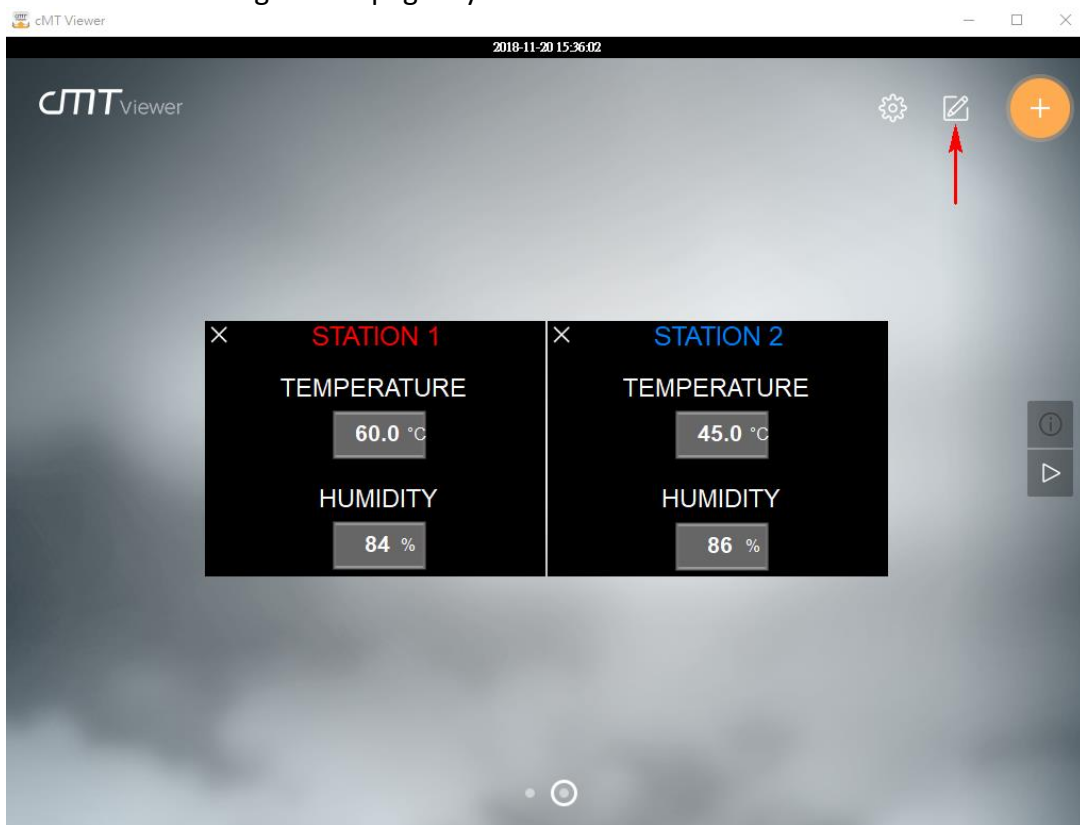 cMT Viewer
2018-11-20 15:36:02
cMT Viewer
STATION 1
TEMPERATURE
60.0 °C
HUMIDITY
84 %
STATION 2
TEMPERATURE
45.0 °C
HUMIDITY
86 %